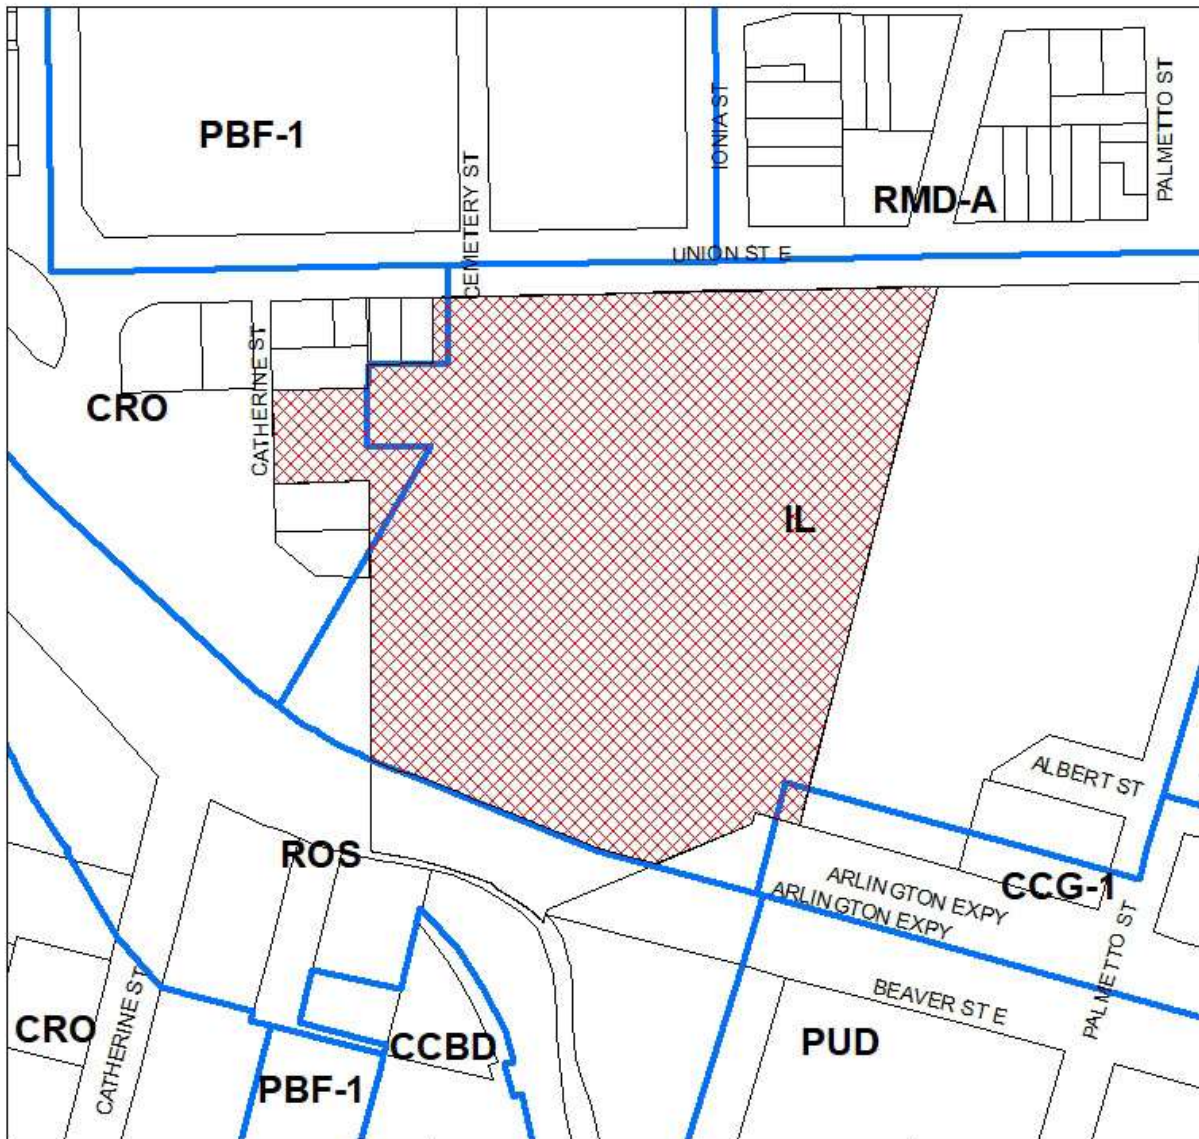 PBF-1
IONIA ST
PALMETTO ST
CEMETERY ST
RMD-A
UNION ST E
CATHERINE ST
CRO
IL
ALBERT ST
ROS
ARLINGTON EXPY
ARLINGTON EXPY
CCG-1
PALMETTO ST
BEAVER ST E
CATHERINE ST
CRO
CCBD
PUD
PBF-1